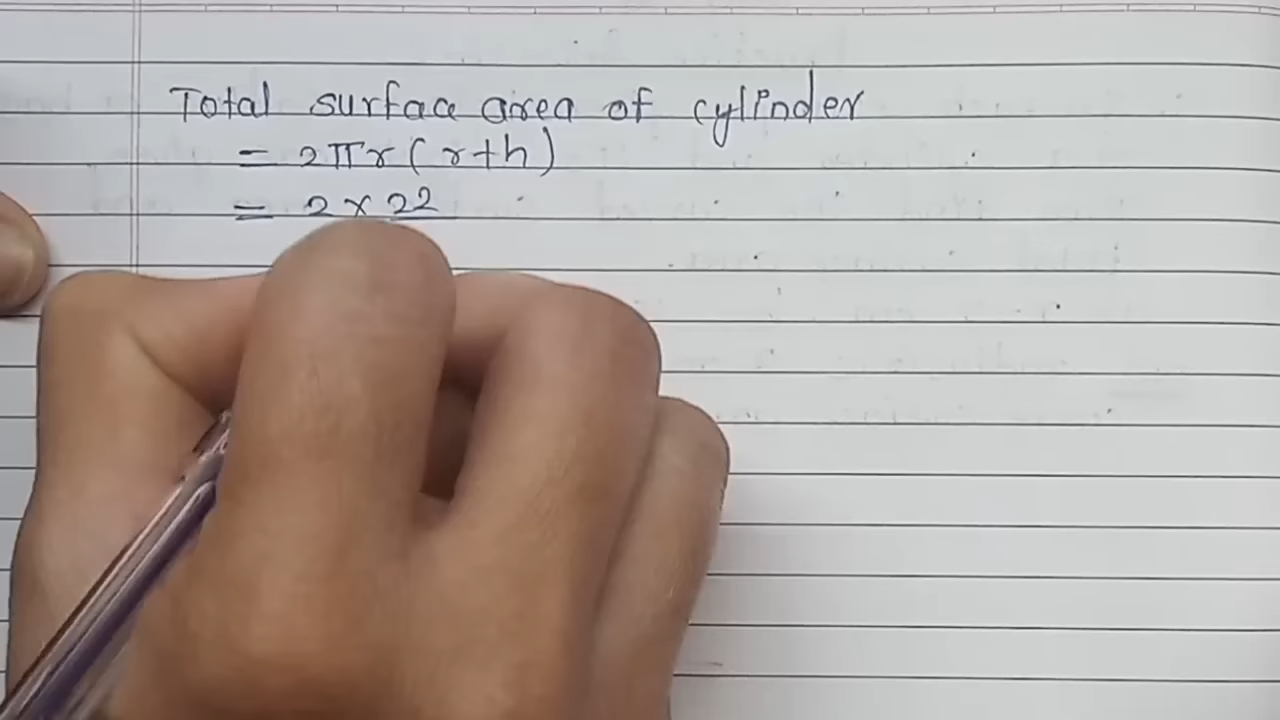 Total surface area of cylinder
= 2πr(r+h)
= 2×22